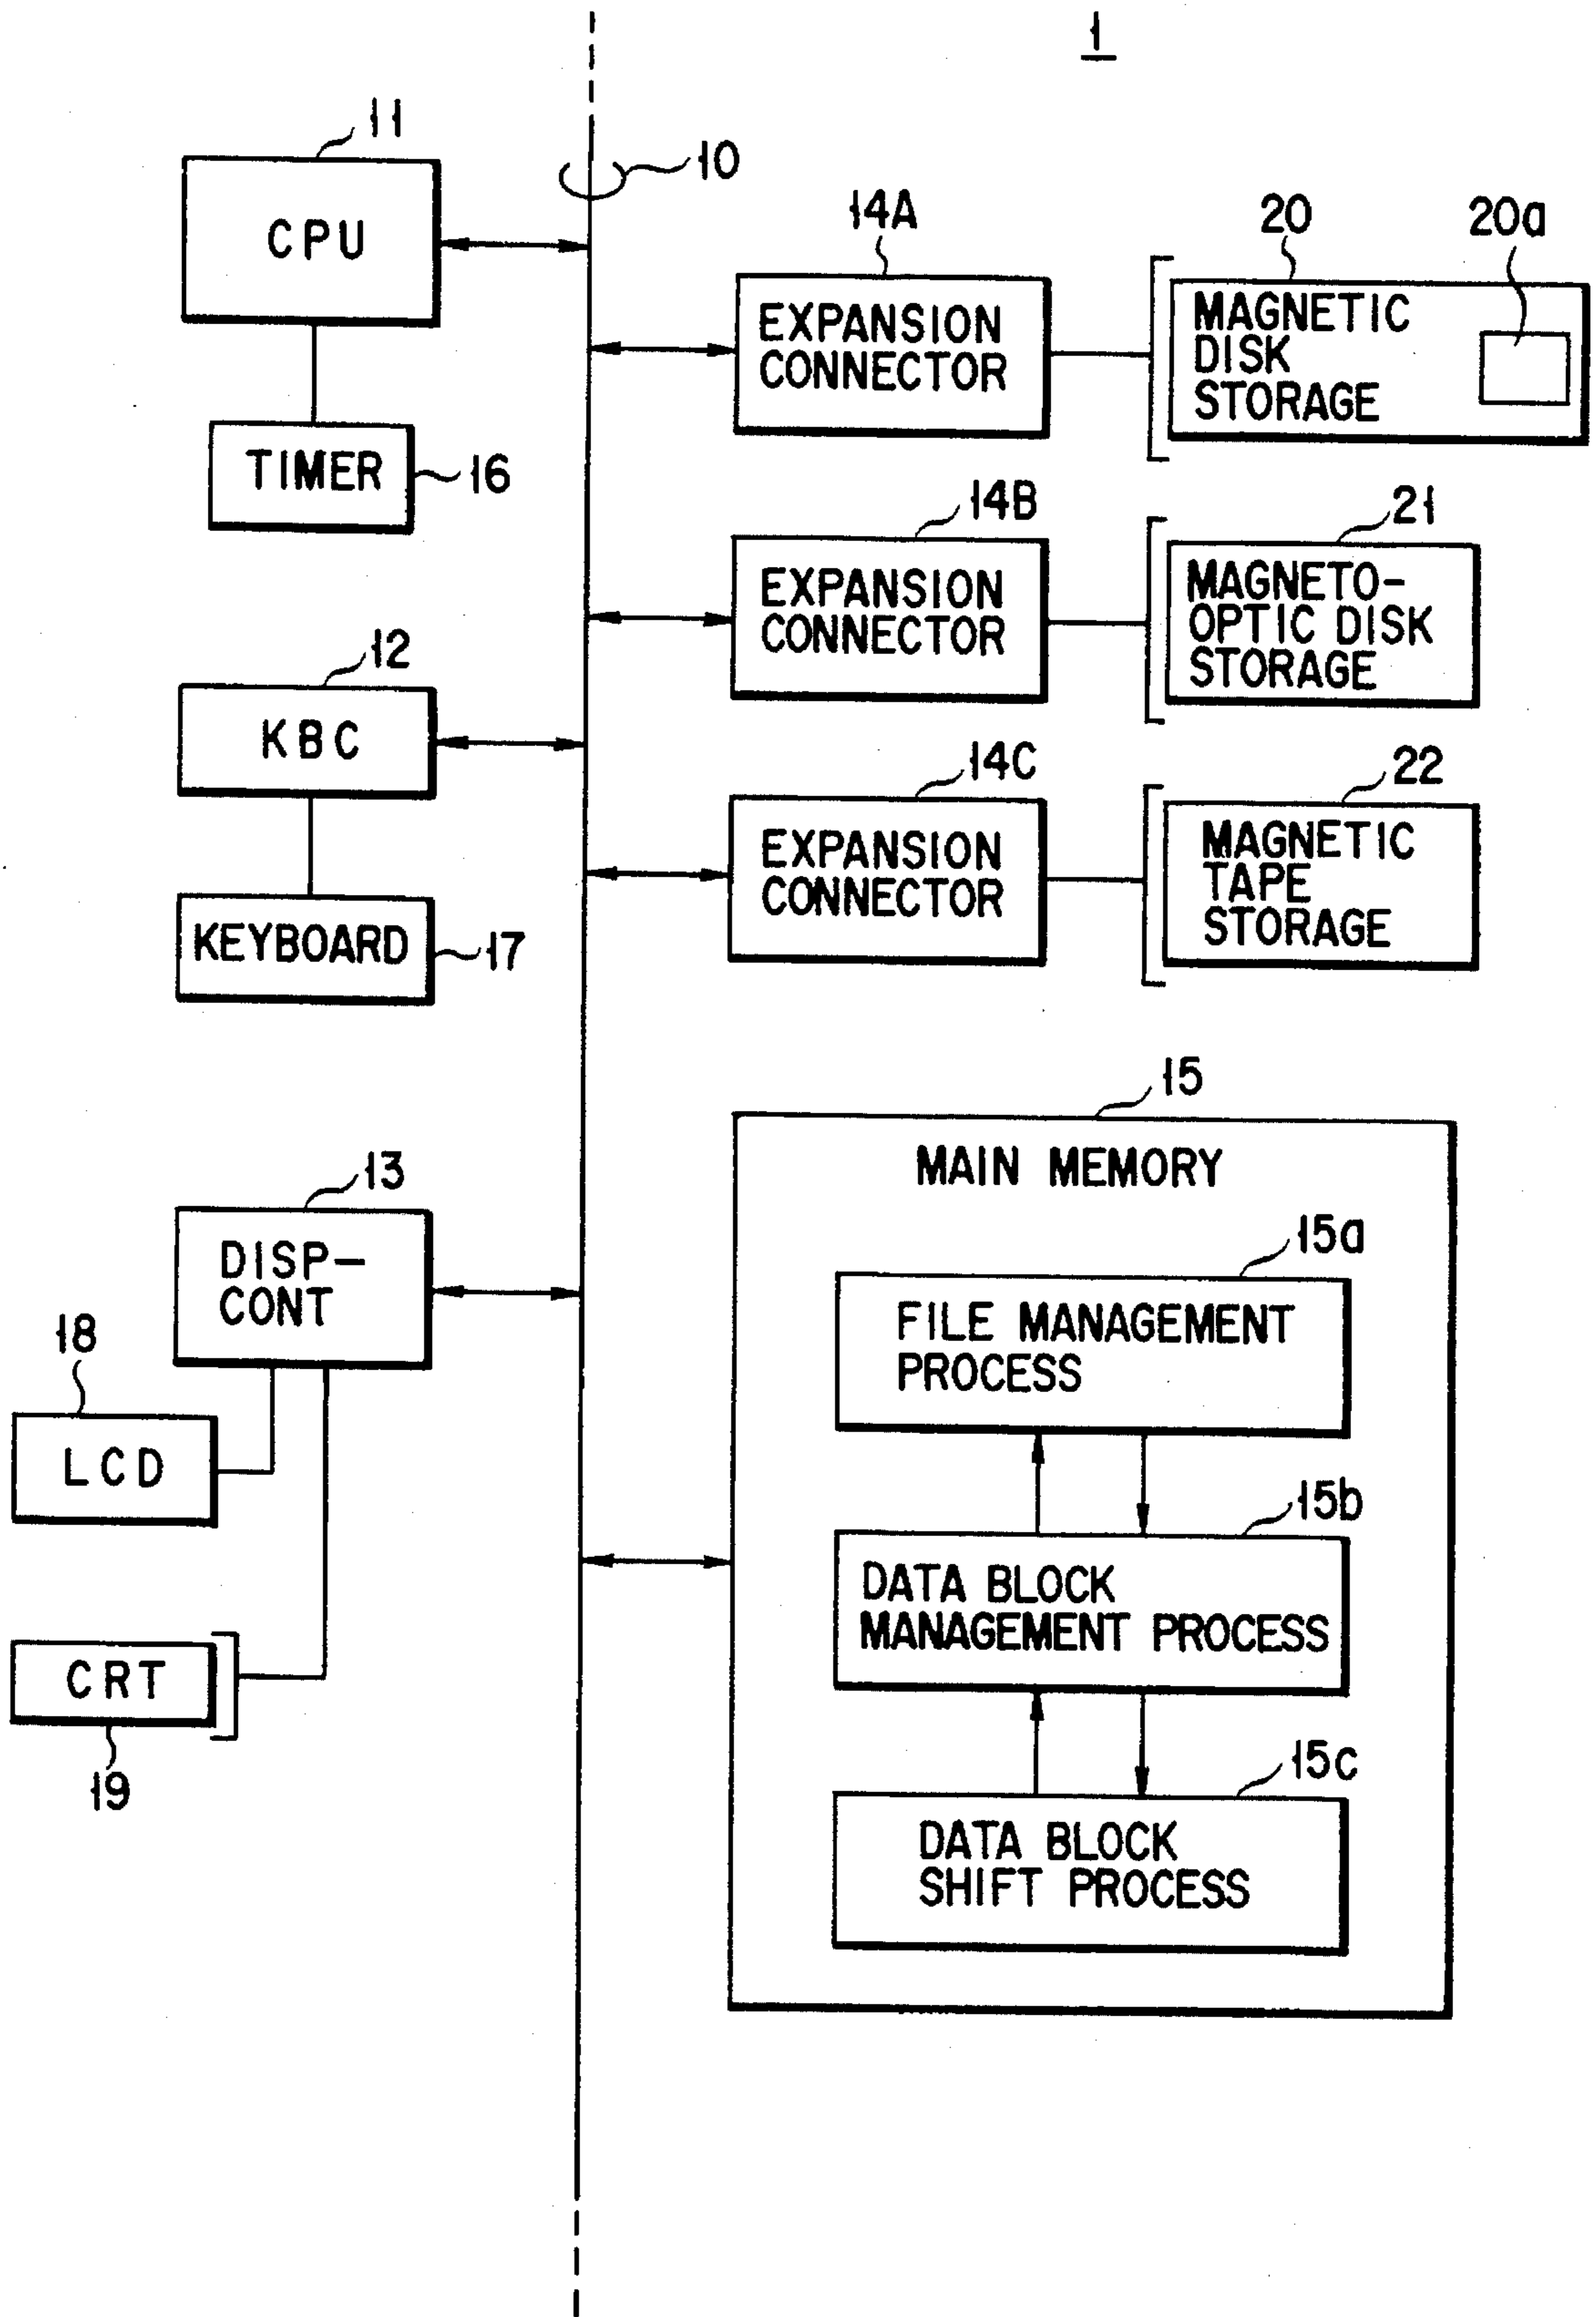 1
11
10
CPU
14A
20
20a
EXPANSION
CONNECTOR
MAGNETIC
DISK
STORAGE
TIMER
16
14B
21
EXPANSION
CONNECTOR
MAGNETO-
OPTIC DISK
STORAGE
12
KBC
14C
22
EXPANSION
CONNECTOR
MAGNETIC
TAPE
STORAGE
KEYBOARD
17
15
MAIN MEMORY
13
DISP-
CONT
15a
FILE MANAGEMENT
PROCESS
18
LCD
15b
DATA BLOCK
MANAGEMENT PROCESS
CRT
19
15c
DATA BLOCK
SHIFT PROCESS